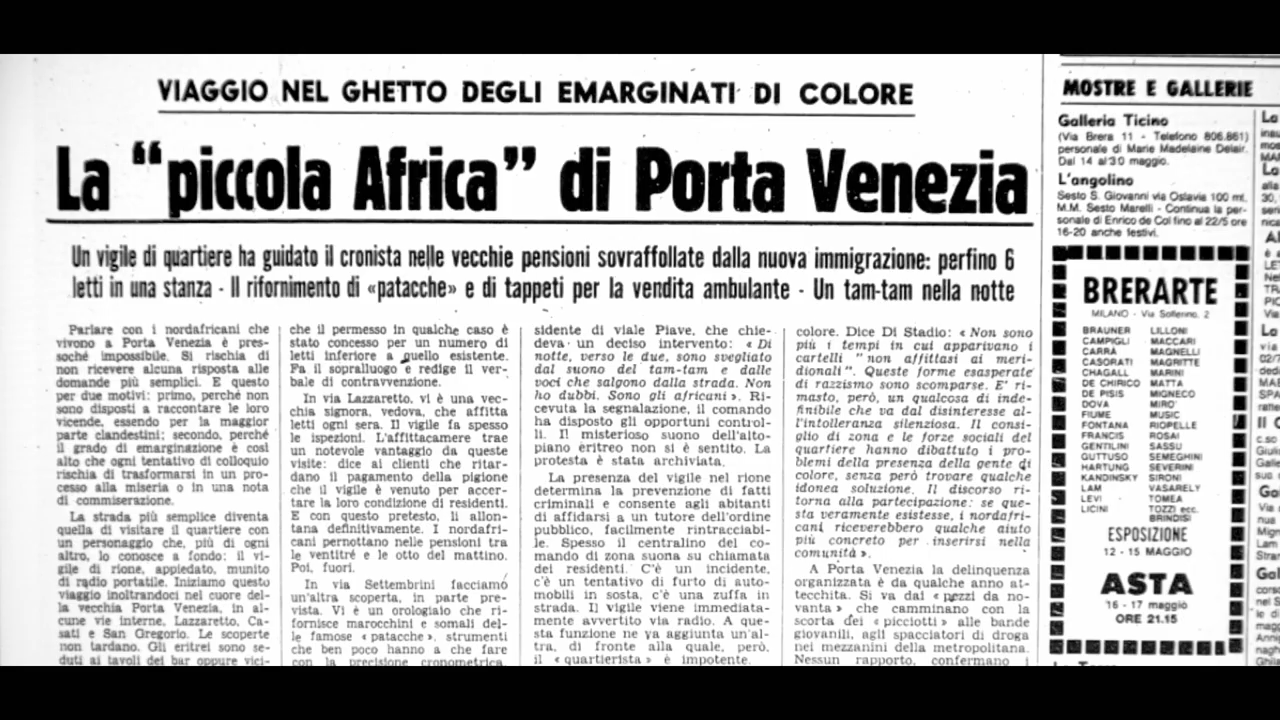 VIAGGIO NEL GHETTO DEGLI EMARGINATI DI COLORE
La “piccola Africa” di Porta Venezia
Un vigile di quartiere ha guidato il cronista nelle vecchie pensioni sovraffollate dalla nuova immigrazione: perfino 6
letti in una stanza - Il rifornimento di «patacche» e di tappeti per la vendita ambulante - Un tam-tam nella notte
Parlare con i nordafricani che
vivono a Porta Venezia è pres-
soché impossibile. Si rischia di
non ricevere alcuna risposta alle
domande più semplici. E questo
per due motivi: primo, perché non
sono disposti a raccontare le loro
vicende, essendo per la maggior
parte clandestini; secondo, perché
il grado di emarginazione è così
alto che ogni tentativo di colloquio
rischia di trasformarsi in un pro-
cesso alla miseria o in una nota
di commiserazione.
La strada più semplice diventa
quella di visitare il quartiere con
un personaggio che, più di ogni
altro, lo conosce a fondo: il vi-
gile di rione, appiedato, munito
di radio portatile. Iniziamo questo
viaggio inoltrandoci nel cuore del-
la vecchia Porta Venezia, in al-
cune vie interne, Lazzaretto, Ca-
sati e San Gregorio. Le scoperte
non tardano. Gli eritrei sono se-
duti ai tavoli dei bar oppure vici-
che il permesso in qualche caso è
stato concesso per un numero di
letti inferiore a quello esistente.
Fa il sopralluogo e redige il ver-
bale di contravvenzione.
In via Lazzaretto, vi è una vec-
chia signora, vedova, che affitta
letti ogni sera. Il vigile fa spesso
le ispezioni. L'affittacamere trae
un notevole vantaggio da queste
visite: dice ai clienti che ritar-
dano il pagamento della pigione
che il vigile è venuto per accer-
tare la loro condizione di residenti.
E con questo pretesto, li allon-
tana definitivamente. I nordafri-
cani pernottano nelle pensioni tra
le ventitré e le otto del mattino.
Poi, fuori.
In via Settembrini facciamo
un'altra scoperta, in parte pre-
vista. Vi è un orologiaio che ri-
fornisce marocchini e somali del-
le famose « patacche », strumenti
che ben poco hanno a che fare
con la precisione cronometrica,
sidente di viale Piave, che chie-
deva un deciso intervento: « Di
notte, verso le due, sono svegliato
dal suono del tam-tam e dalle
voci che salgono dalla strada. Non
ho dubbi. Sono gli africani ». Ri-
cevuta la segnalazione, il comando
ha disposto gli opportuni control-
li. Il misterioso suono dell'alto-
piano eritreo non si è sentito. La
protesta è stata archiviata.
La presenza del vigile nel rione
determina la prevenzione di fatti
criminali e consente agli abitanti
di affidarsi a un tutore dell'ordine
pubblico, facilmente rintracciabi-
le. Spesso il centralino del co-
mando di zona suona su chiamata
dei residenti. C'è un incidente,
c'è un tentativo di furto di auto-
mobili in sosta, c'è una zuffa in
strada. Il vigile viene immediata-
mente avvertito via radio. A que-
sta funzione ne va aggiunta un'al-
tra, di fronte alla quale, però,
il « quartierista » è impotente.
colore. Dice Di Stadio: « Non sono
più i tempi in cui apparivano i
cartelli "non affittasi ai meri-
dionali". Queste forme esasperate
di razzismo sono scomparse. E' ri-
masto, però, un qualcosa di inde-
finibile che va dal disinteresse al-
l'intolleranza silenziosa. Il consi-
glio di zona e le forze sociali del
quartiere hanno dibattuto i pro-
blemi della presenza della gente di
colore, senza però trovare qualche
idonea soluzione. Il discorso ri-
torna alla partecipazione: se que-
sta veramente esistesse, i nordafri-
cani riceverebbero qualche aiuto
più concreto per inserirsi nella
comunità ».
A Porta Venezia la delinquenza
organizzata è da qualche anno at-
tecchita. Si va dai « pezzi da no-
vanta » che camminano con la
scorta dei « picciotti » alle bande
giovanili, agli spacciatori di droga
nei mezzanini della metropolitana.
Nessun rapporto, confermano i
MOSTRE E GALLERIE
Galleria Ticino
(Via Brera 11 - Telefono 806.861)
personale di Marie Madelaine Delair.
Dal 14 al 30 maggio.
L'angolino
Sesto S. Giovanni via Oslavia 100 mt.
M.M. Sesto Marelli - Continua la per-
sonale di Enrico de Col fino al 22/5 ore
16-20 anche festivi.
BRERARTE
MILANO - Via Solferino, 2
BRAUNER LILLONI
CAMPIGLI MACCARI
CARRÀ MAGNELLI
CASORATI MAGRITTE
CHAGALL MARINI
DE CHIRICO MATTA
DE PISIS MIGNECO
DOVA MIRO'
FIUME MUSIC
FONTANA RIOPELLE
FRANCIS ROSAI
GENTILINI SASSU
GUTTUSO SEMEGHINI
HARTUNG SEVERINI
KANDINSKY SIRONI
LAM VASARELY
LEVI TOMEA
LICINI TOZZI ecc.
BRINDISI
ESPOSIZIONE
12 - 15 MAGGIO
ASTA
16 - 17 maggio
ORE 21.15